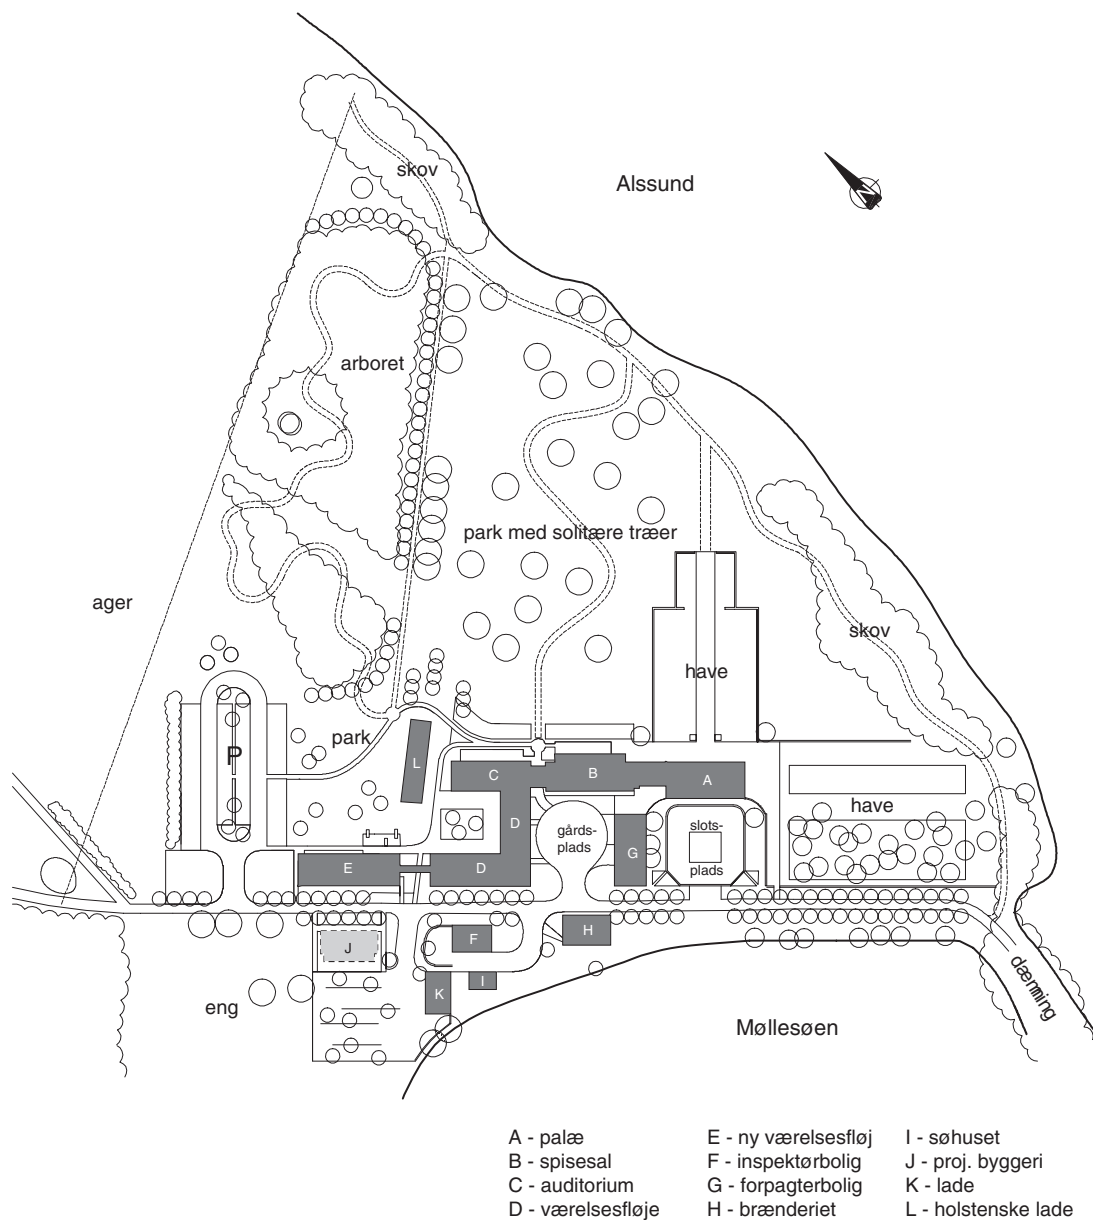 skov
Alssund
N
arboret
park med solitære træer
ager
skov
have
park
P
L
C
B
A
have
D
gårds-
plads
slots-
plads
G
E
D
F
H
J
I
K
eng
dæmning
Møllesøen
A - palæ
B - spisesal
C - auditorium
D - værelsesfløje
E - ny værelsesfløj
F - inspektørbolig
G - forpagterbolig
H - brænderiet
I - søhuset
J - proj. byggeri
K - lade
L - holstenske lade